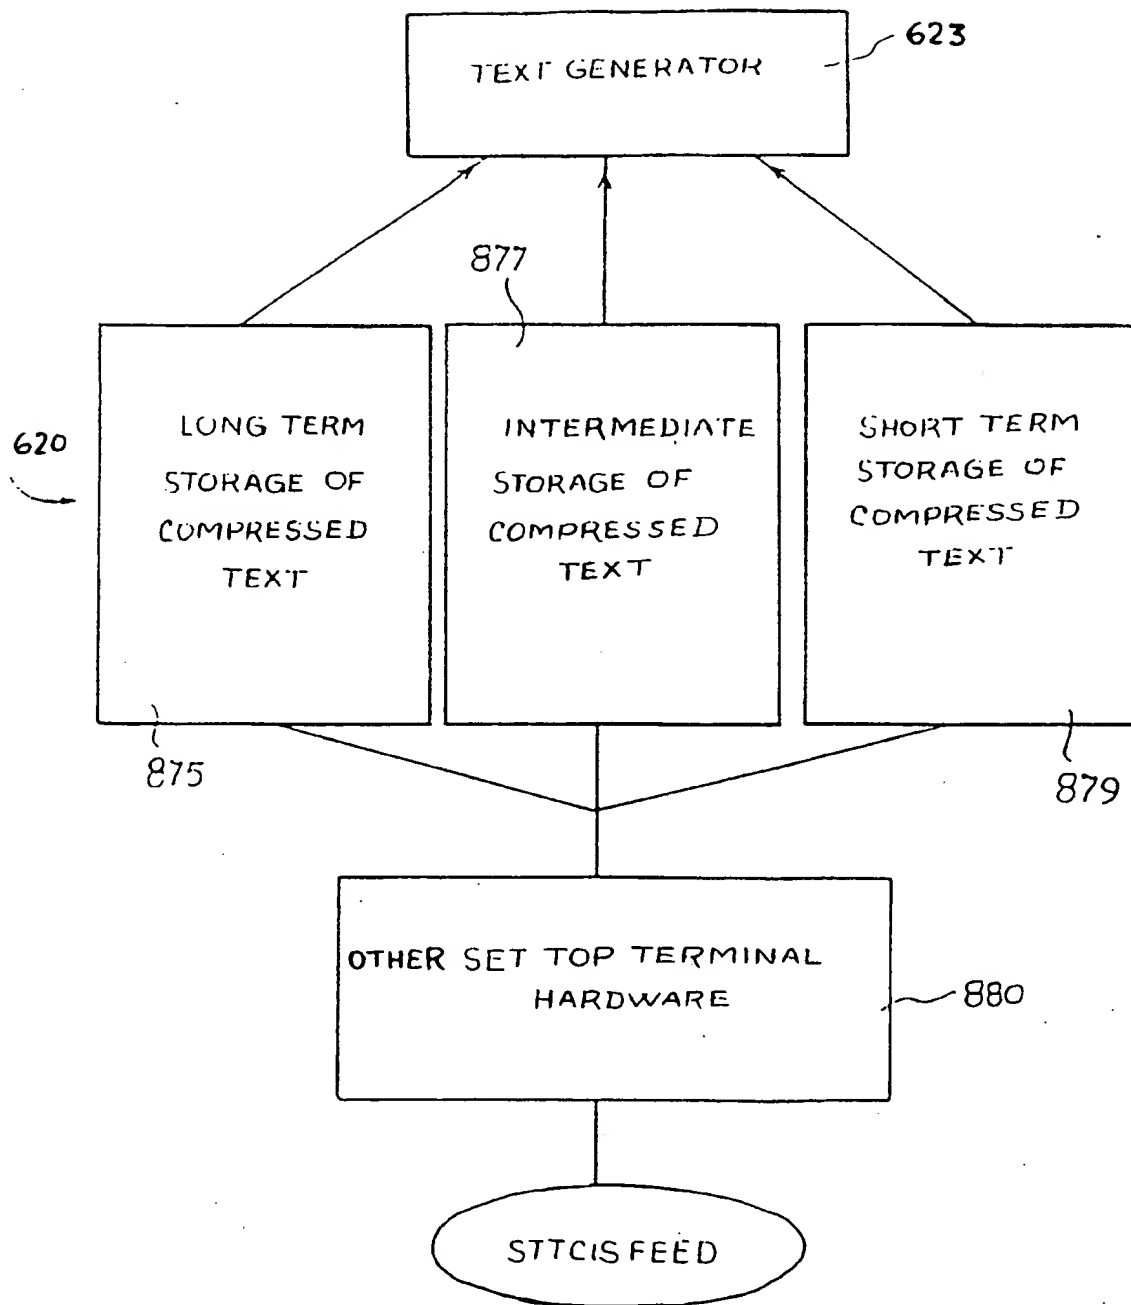 TEXT GENERATOR
623
877
620
LONG TERM
STORAGE OF
COMPRESSED
TEXT
INTERMEDIATE
STORAGE OF
COMPRESSED
TEXT
SHORT TERM
STORAGE OF
COMPRESSED
TEXT
875
879
OTHER SET TOP TERMINAL
HARDWARE
880
STTCIS FEED